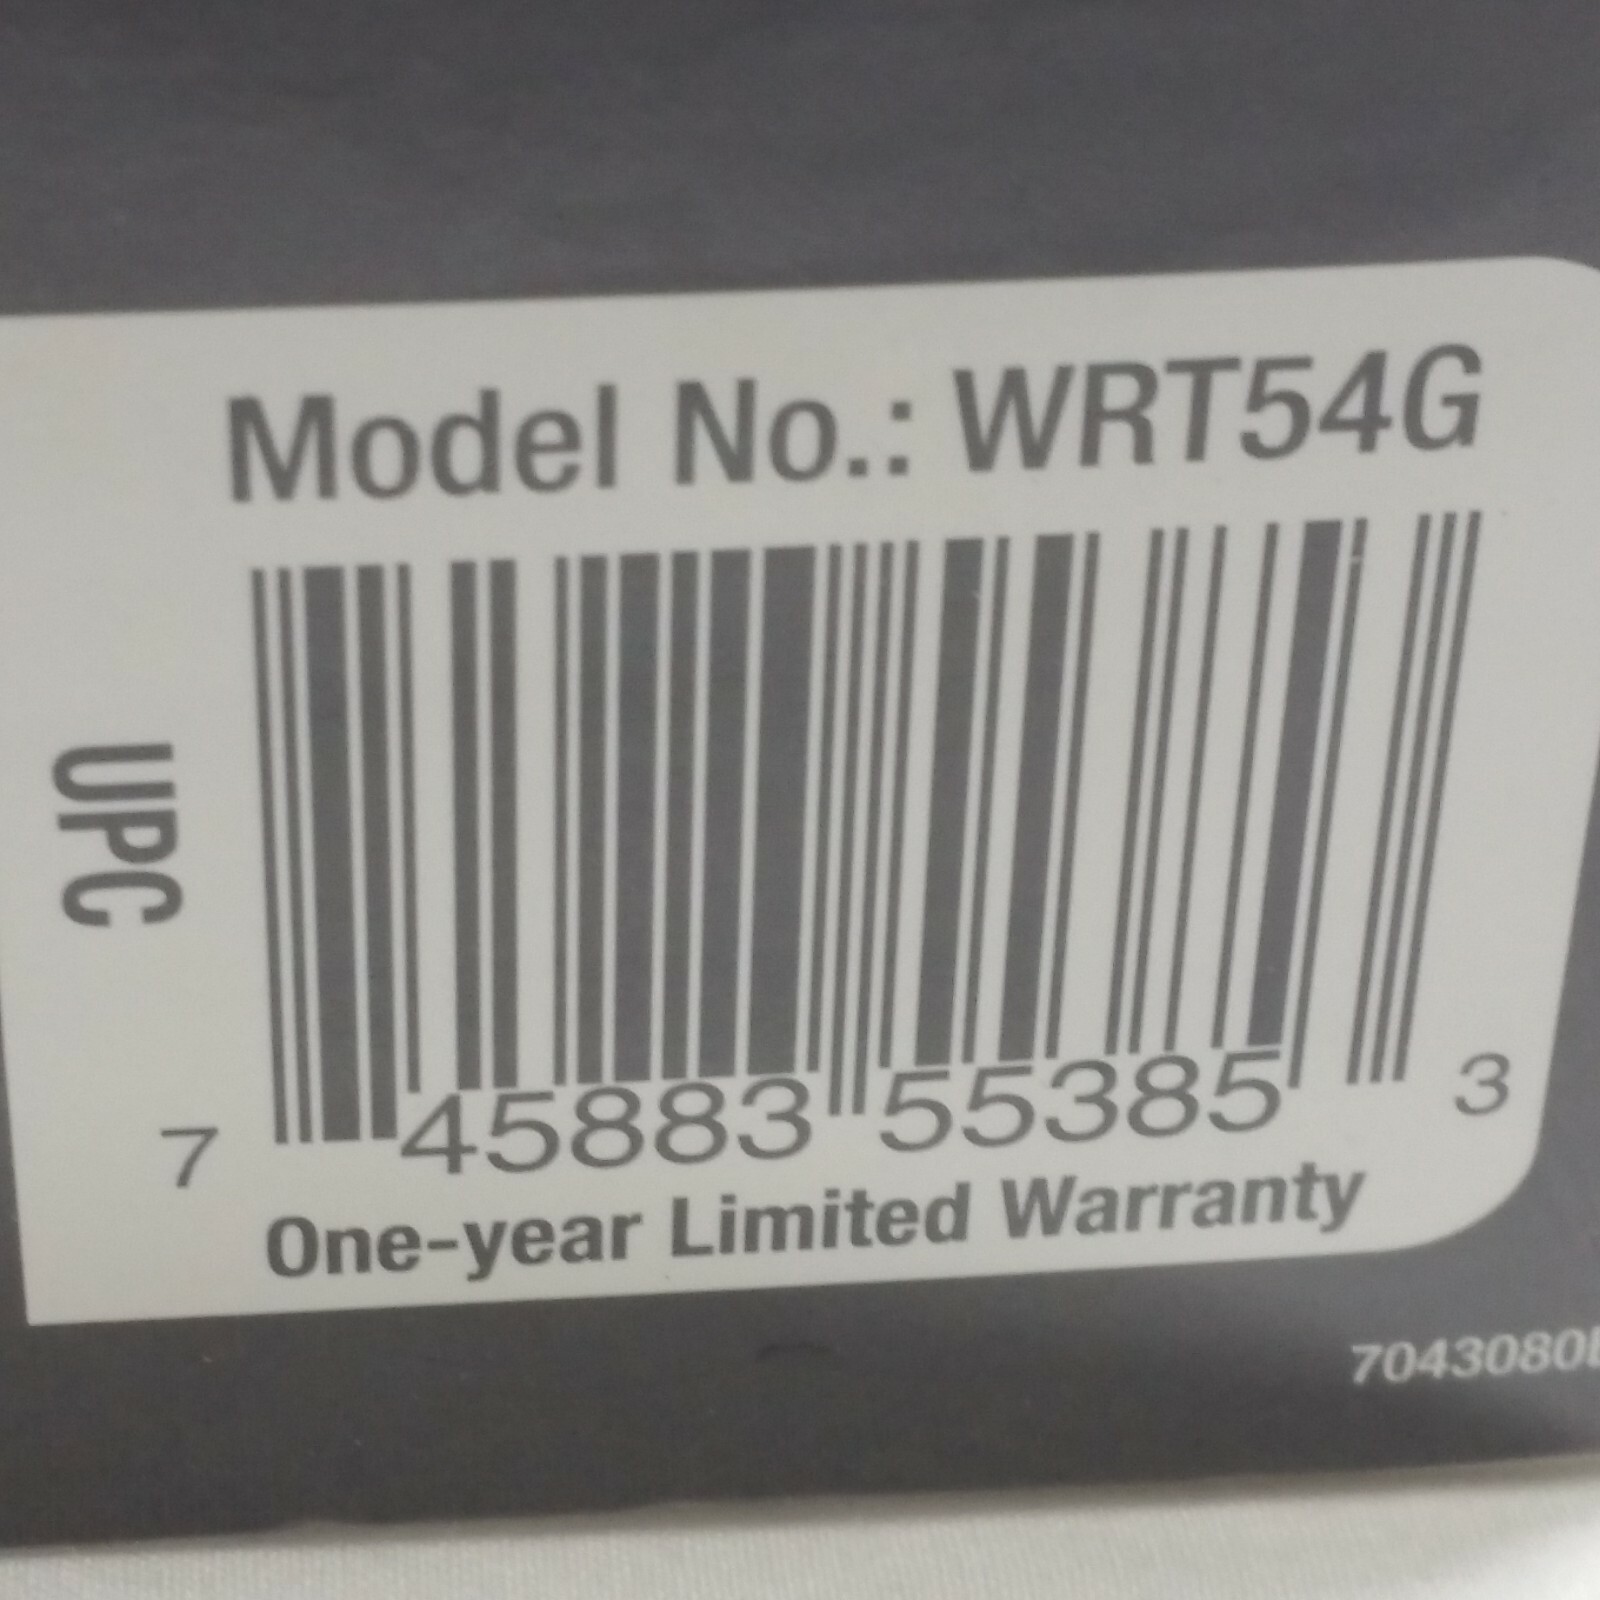 Model No.: WRT54G
UPC
7 45883 55385 3
One-year Limited Warranty
7043080